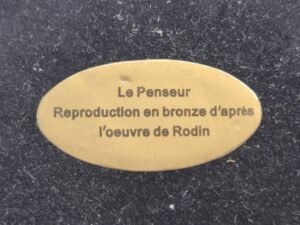 Le Penseur
Reproduction en bronze d'après
l'oeuvre de Rodin